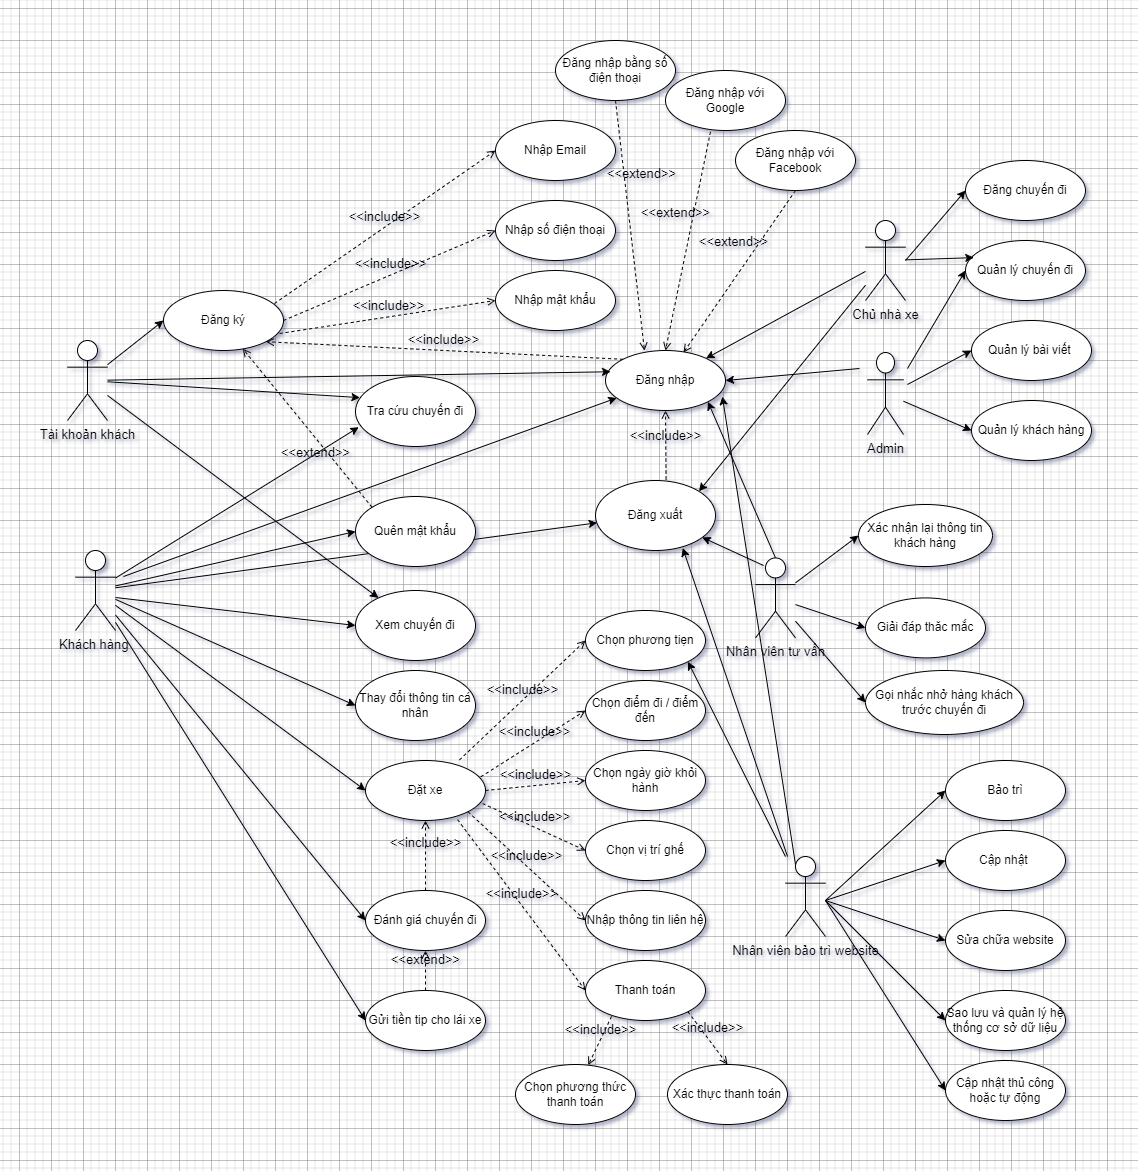 Đăng nhập bằng số
điện thoại
Đăng nhập với
Google
Nhập Email
Đăng nhập với
Facebook
<<extend>>
Đăng chuyến đi
<<include>>
<<extend>>
Nhập số điện thoại
<<extend>>
<<include>>
Quản lý chuyến đi
Nhập mật khẩu
<<include>>
Chủ nhà xe
Đăng ký
<<include>>
Quản lý bài viết
Đăng nhập
Tra cứu chuyến đi
Tài khoản khách
<<include>>
Quản lý khách hàng
Admin
<<extend>>
Đăng xuất
Quên mật khẩu
Xác nhận lại thông tin
khách hàng
Xem chuyến đi
Giải đáp thăc măc
Khách hàng
Chọn phương tiẹn
Nhân viên tư vấn
<<include>>
Thay đổi thông tin cá
nhân
Chọn điểm đi / điểm
đến
Gọi nhắc nhở hàng khách
trước chuyến đi
<<include>>
<<include>>
Chọn ngày giờ khỏi
hành
Đặt xe
Bảo trì
<<include>>
<<include>>
Chọn vị trí ghế
<<include>>
Cập nhật
<<include>>
Đánh giá chuyến đi
Nhập thông tin liên hệ
Nhân viên bảo trì website
Sửa chữa website
<<extend>>
Thanh toán
Gửi tiền tip cho lái xe
Sao lưu và quản lý hệ
thống cơ sở dữ liệu
<<include>>
<<include>>
Chọn phương thức
thanh toán
Xác thực thanh toán
Cập nhật thủ công
hoặc tự động